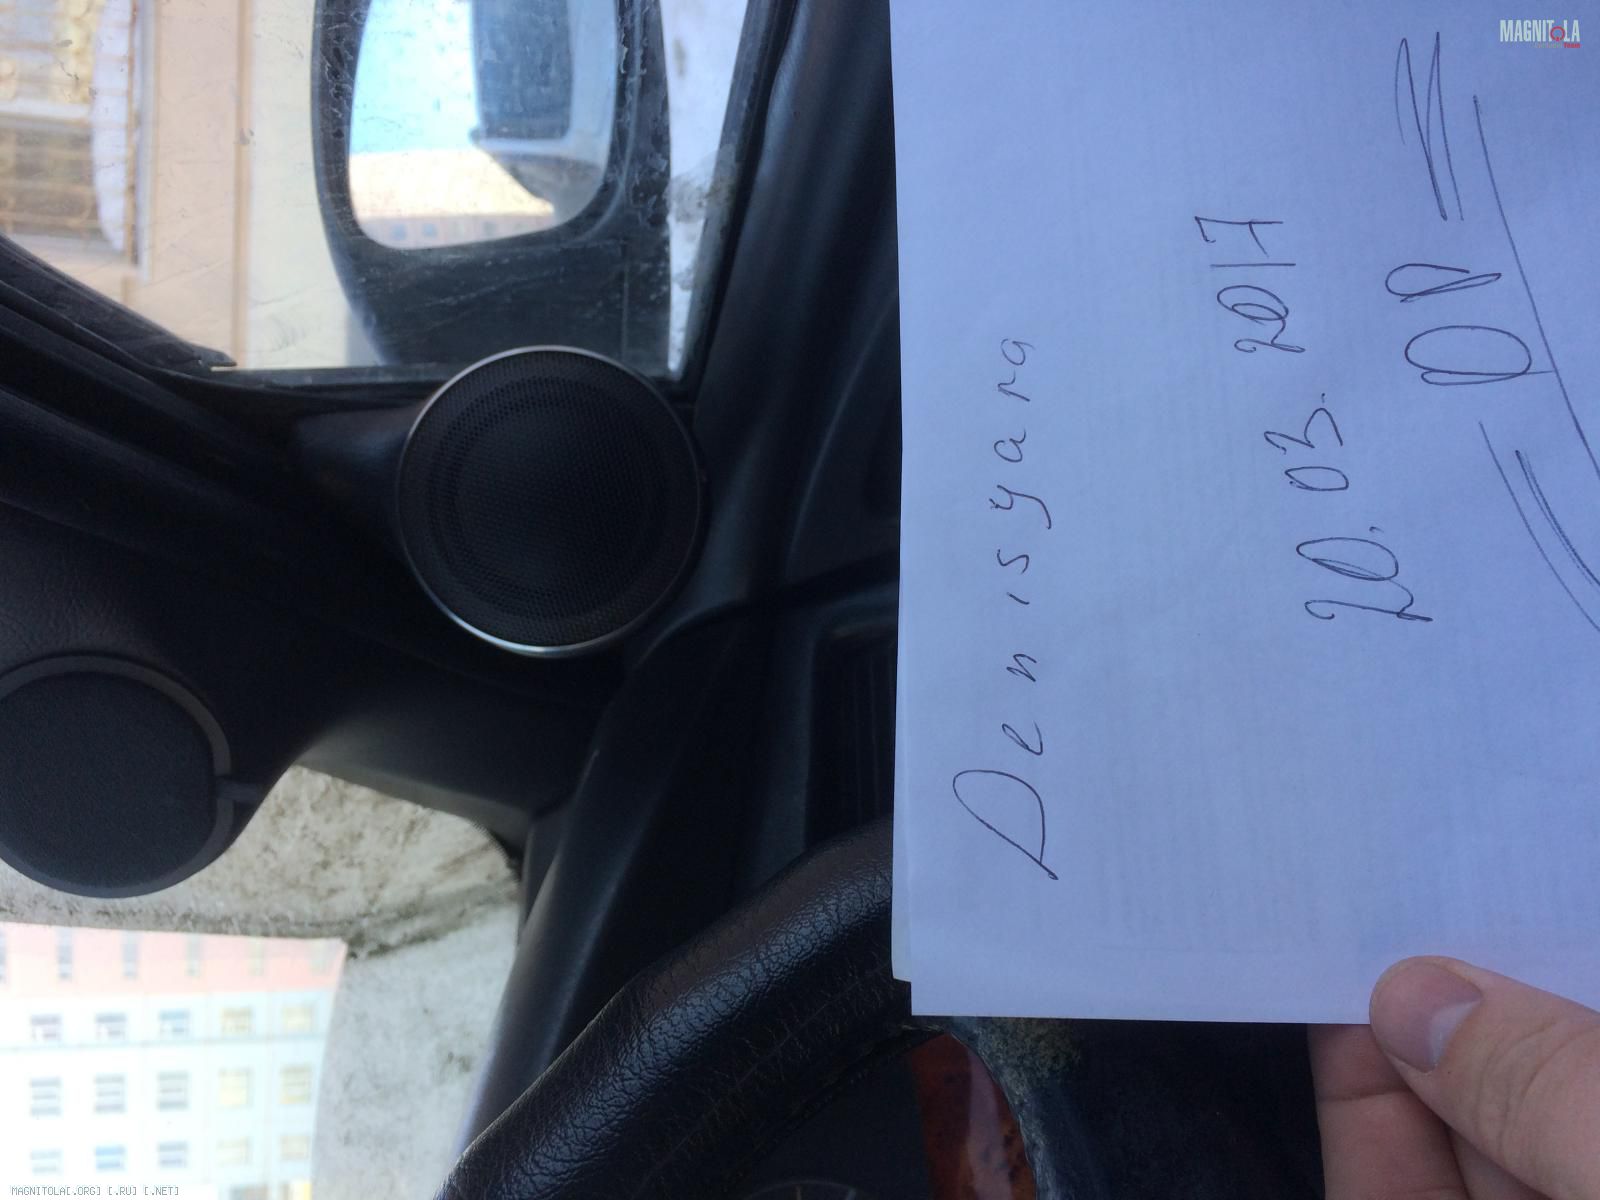 Denisyara
20.03.2017
MAGNITOLA
MAGNITOLA[.ORG] [.RU] [.NET]